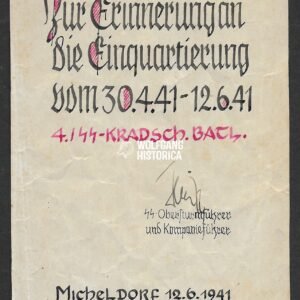 Zur Erinnerung an
die Einquartierung
vom 30.4.41-12.6.41
4./SS-KRADSCH. BATL.
WOLFGANG
HISTORICA
SS Obersturmführer
und Kompanieführer
MICHELDORF 12.6.1941